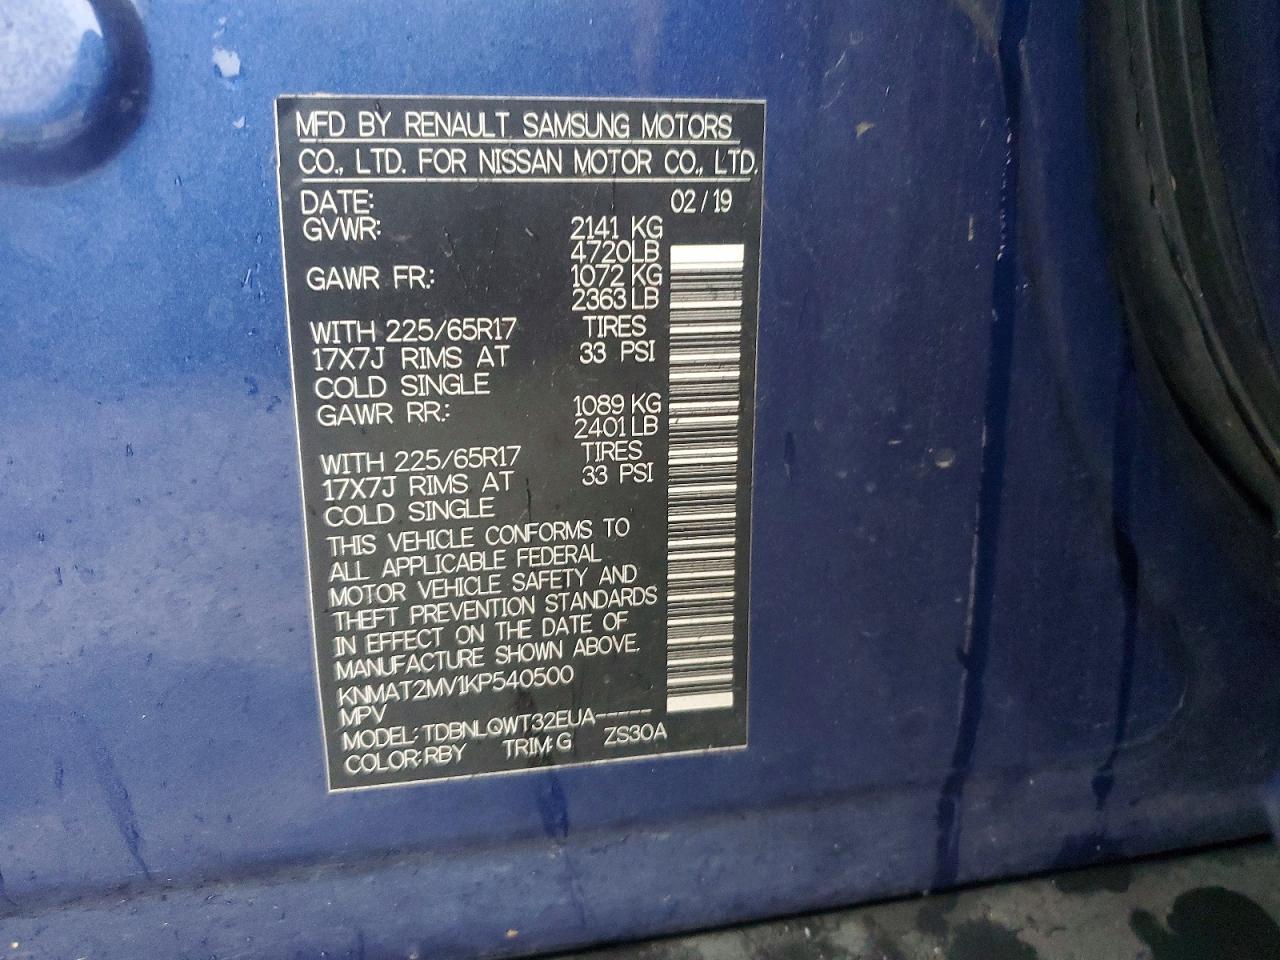 MFD BY RENAULT SAMSUNG MOTORS
CO., LTD. FOR NISSAN MOTOR CO., LTD.
DATE: 02/19
GVWR: 2141 KG
4720LB
GAWR FR: 1072 KG
2363LB
WITH 225/65R17 TIRES
17X7J RIMS AT 33 PSI
COLD SINGLE
GAWR RR: 1089 KG
2401LB
WITH 225/65R17 TIRES
17X7J RIMS AT 33 PSI
COLD SINGLE
THIS VEHICLE CONFORMS TO
ALL APPLICABLE FEDERAL
MOTOR VEHICLE SAFETY AND
THEFT PREVENTION STANDARDS
IN EFFECT ON THE DATE OF
MANUFACTURE SHOWN ABOVE.
KNMAT2MV1KP540500
MPV
MODEL: TDBNLQWT32EUA-----
COLOR:RBY TRIM:G ZS30A